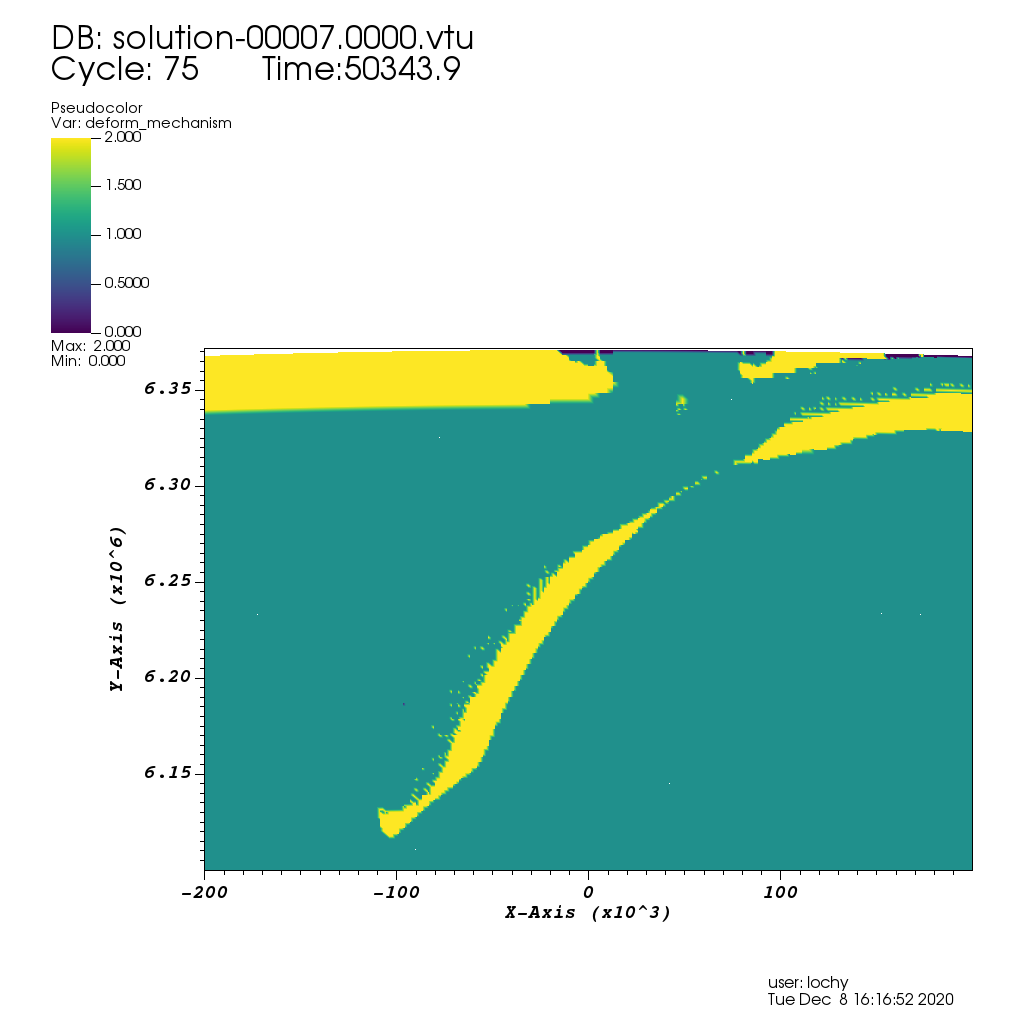 DB: solution-00007.0000.vtu
Cycle: 75 Time:50343.9
Pseudocolor
Var: deform_mechanism
2.000
1.500
1.000
0.5000
0.000
Max: 2.000
Min: 0.000
6.35
6.30
6.25
6.20
6.15
Y-Axis (x10^6)
-200
-100
0
100
X-Axis (x10^3)
user: lochy
Tue Dec 8 16:16:52 2020